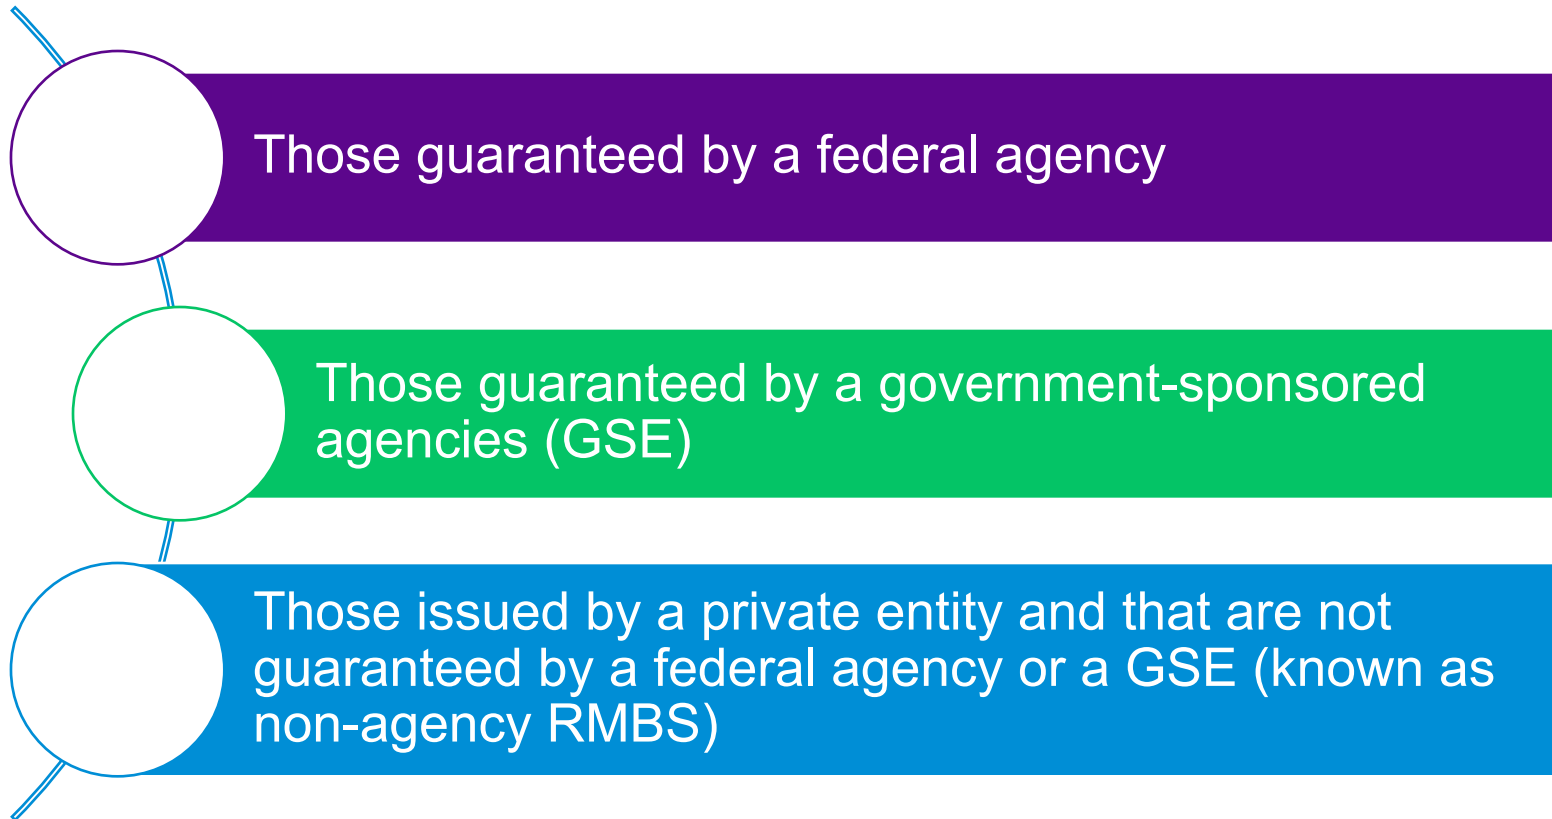 Those guaranteed by a federal agency
Those guaranteed by a government-sponsored
agencies (GSE)
Those issued by a private entity and that are not
guaranteed by a federal agency or a GSE (known as
non-agency RMBS)